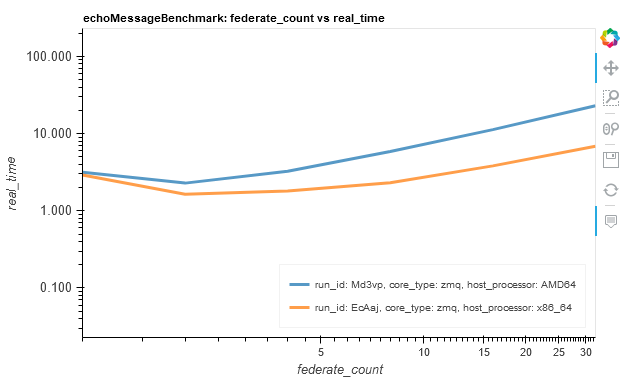 echoMessageBenchmark: federate_count vs real_time
100.000
10.000
1.000
0.100
real_time
run_id: Md3vp, core_type: zmq, host_processor: AMD64
run_id: EcAaj, core_type: zmq, host_processor: x86_64
5
10
15
20
25
30
federate_count